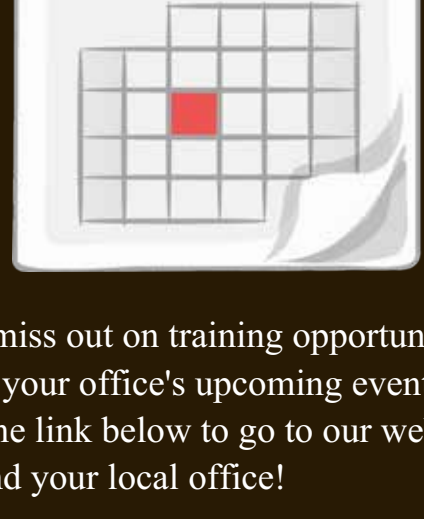 miss out on training opportun
your office's upcoming event
link below to go to our we
your local office!